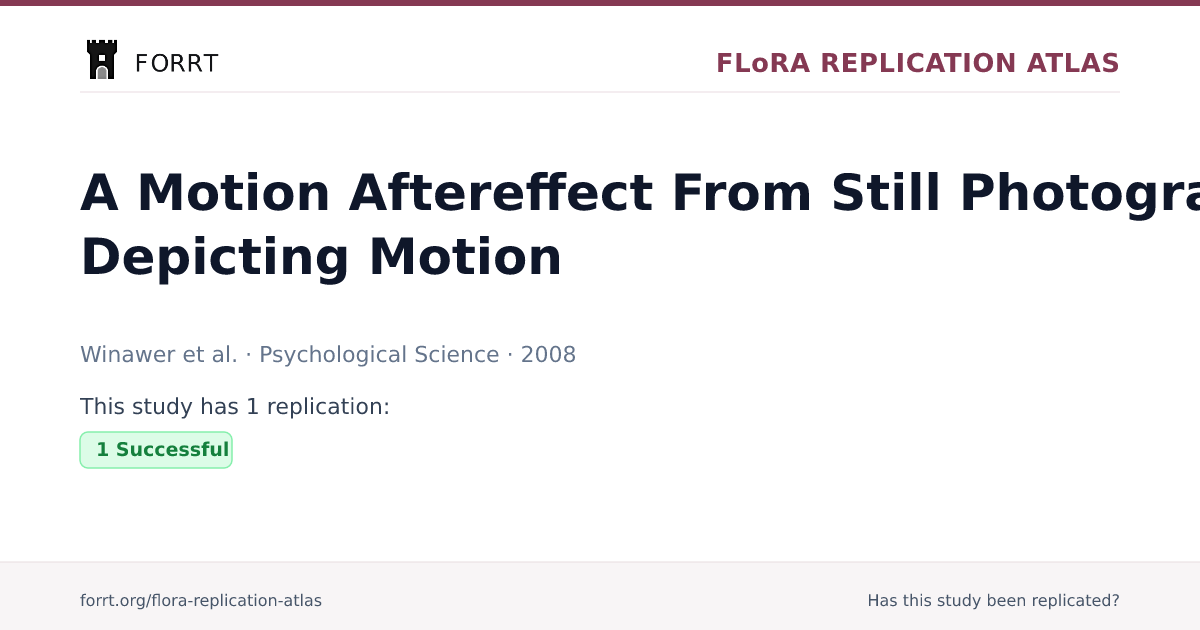 FORRT
FLoRA REPLICATION ATLAS
A Motion Aftereffect From Still Photogra
Depicting Motion
Winawer et al. · Psychological Science · 2008
This study has 1 replication:
1 Successful
forrt.org/flora-replication-atlas
Has this study been replicated?